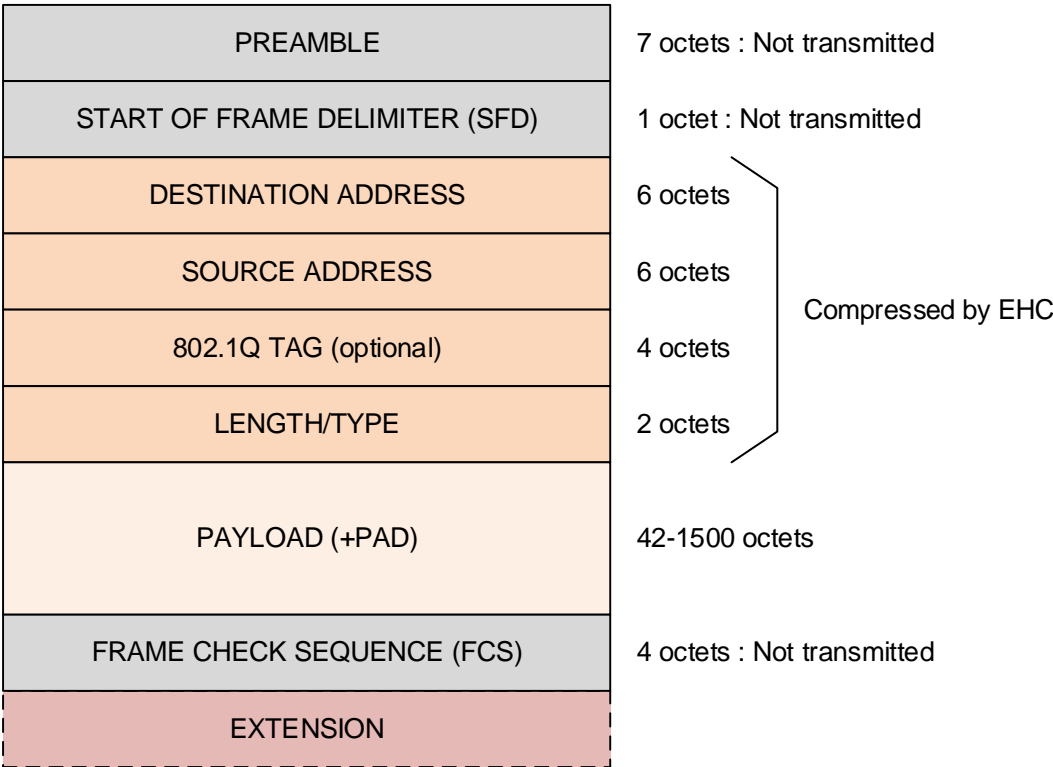 PREAMBLE 7 octets : Not transmitted
START OF FRAME DELIMITER (SFD) 1 octet : Not transmitted
DESTINATION ADDRESS 6 octets
SOURCE ADDRESS 6 octets
Compressed by EHC
802.1Q TAG (optional) 4 octets
LENGTH/TYPE 2 octets
PAYLOAD (+PAD) 42-1500 octets
FRAME CHECK SEQUENCE (FCS) 4 octets : Not transmitted
EXTENSION